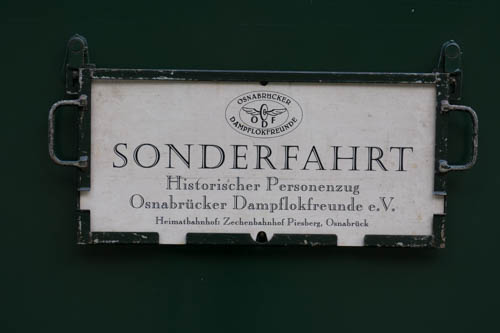 OSNABRÜCKER
ODF
DAMPFLOKFREUNDE
SONDERFAHRT
Historischer Personenzug
Osnabrücker Dampflokfreunde e.V.
Heimatbahnhof: Zechenbahnhof Piesberg, Osnabrück